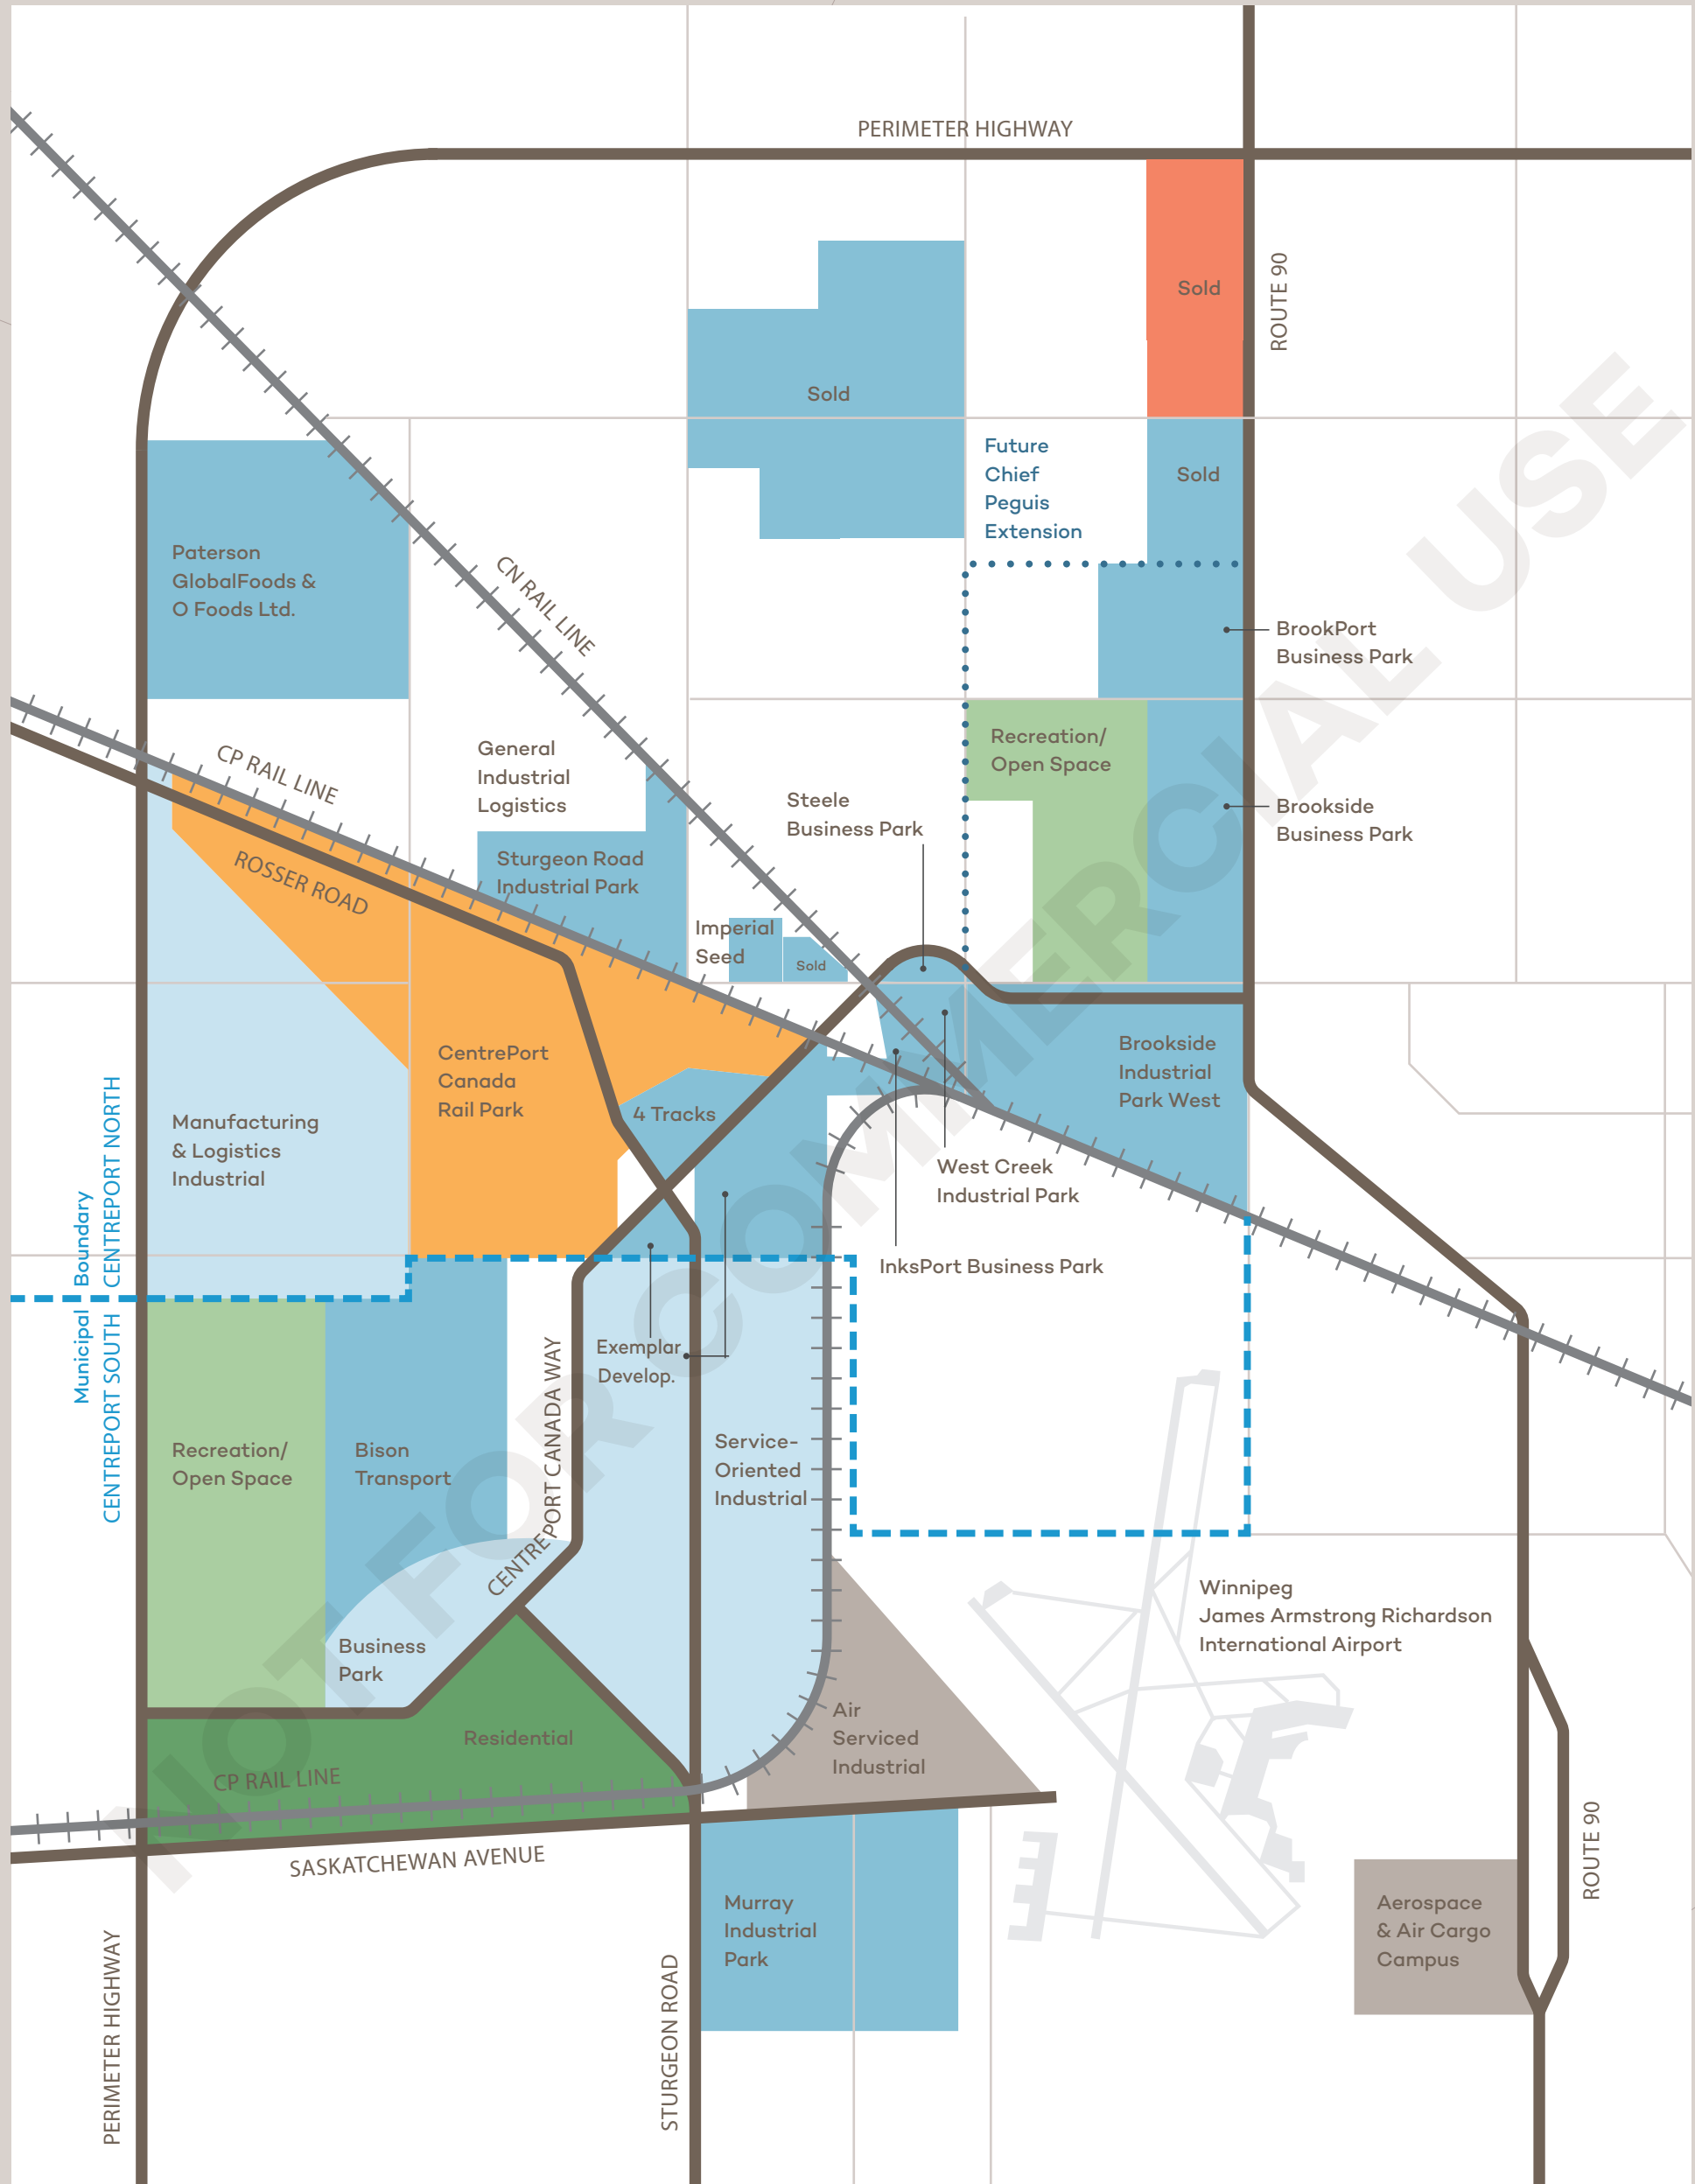 PERIMETER HIGHWAY
Sold
ROUTE 90
Sold
Future
Chief
Peguis
Extension
Sold
Paterson
GlobalFoods &
O Foods Ltd.
CN RAIL LINE
BrookPort
Business Park
Recreation/
Open Space
General
Industrial
Logistics
CP RAIL LINE
Steele
Business Park
Brookside
Business Park
ROSSER ROAD
Sturgeon Road
Industrial Park
Imperial
Seed
Sold
CentrePort
Canada
Rail Park
Brookside
Industrial
Park West
4 Tracks
Manufacturing
& Logistics
Industrial
West Creek
Industrial Park
Municipal Boundary
CENTREPORT NORTH
CENTREPORT SOUTH
InksPort Business Park
Exemplar
Develop.
CENTREPORT CANADA WAY
Recreation/
Open Space
Bison
Transport
Service-
Oriented
Industrial
Winnipeg
James Armstrong Richardson
International Airport
Business
Park
Residential
Air
Serviced
Industrial
CP RAIL LINE
SASKATCHEWAN AVENUE
ROUTE 90
Murray
Industrial
Park
Aerospace
& Air Cargo
Campus
PERIMETER HIGHWAY
STURGEON ROAD
NOT FOR COMMERCIAL USE